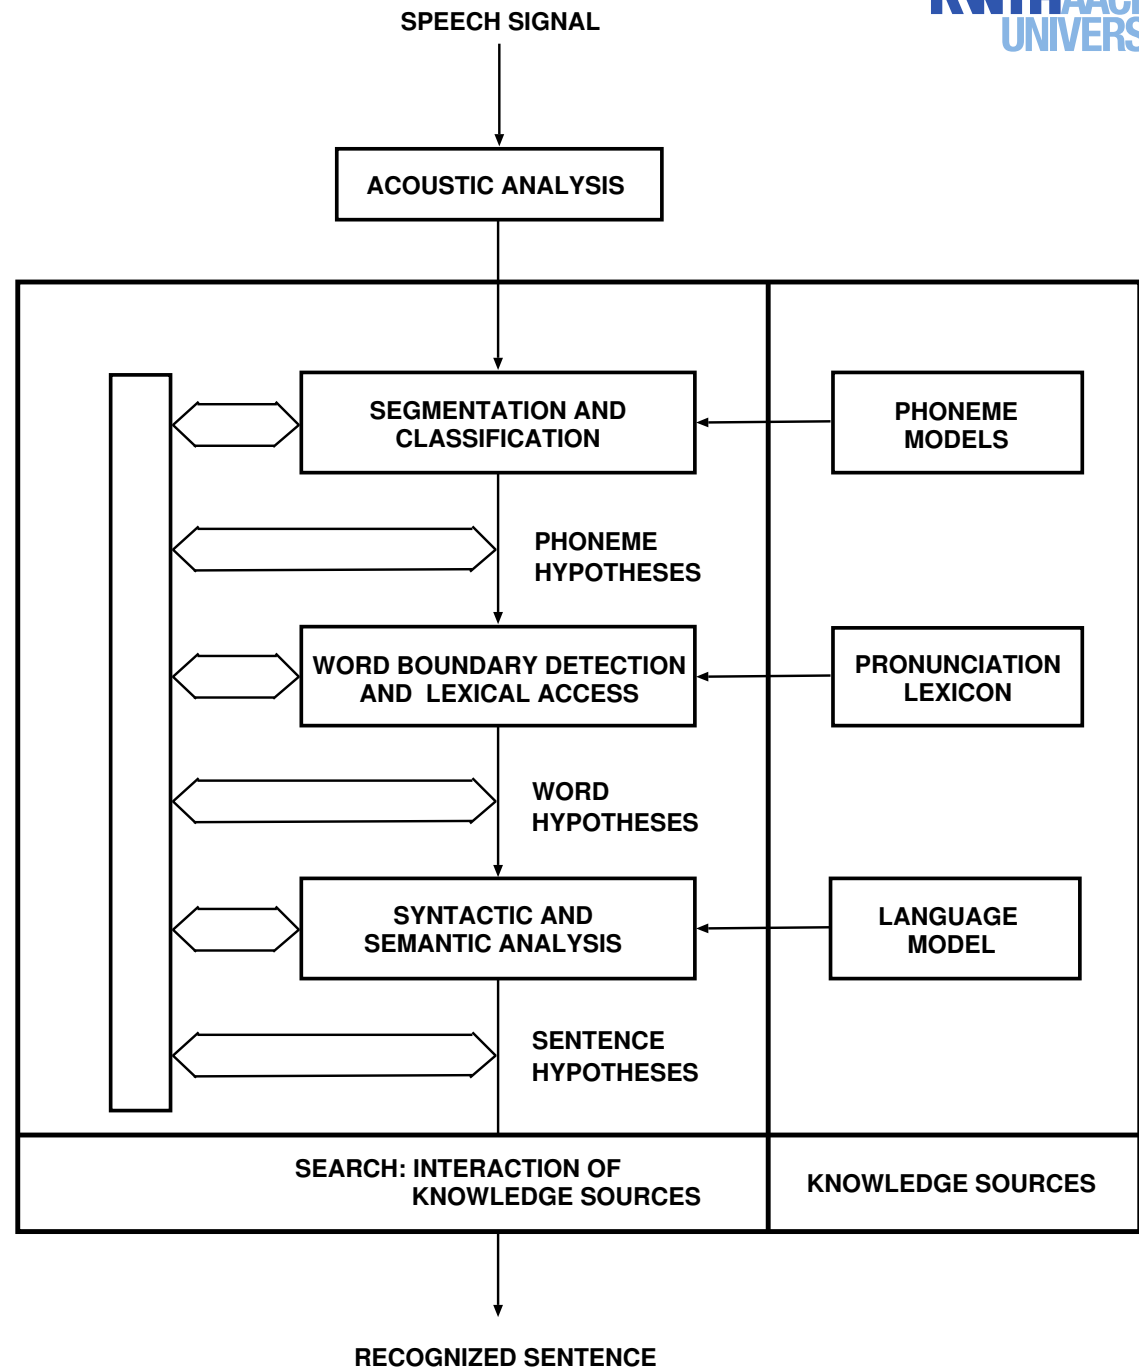 SPEECH SIGNAL
ACOUSTIC ANALYSIS
SEGMENTATION AND
CLASSIFICATION
PHONEME
MODELS
PHONEME
HYPOTHESES
WORD BOUNDARY DETECTION
AND LEXICAL ACCESS
PRONUNCIATION
LEXICON
WORD
HYPOTHESES
SYNTACTIC AND
SEMANTIC ANALYSIS
LANGUAGE
MODEL
SENTENCE
HYPOTHESES
SEARCH: INTERACTION OF
KNOWLEDGE SOURCES
KNOWLEDGE SOURCES
RECOGNIZED SENTENCE